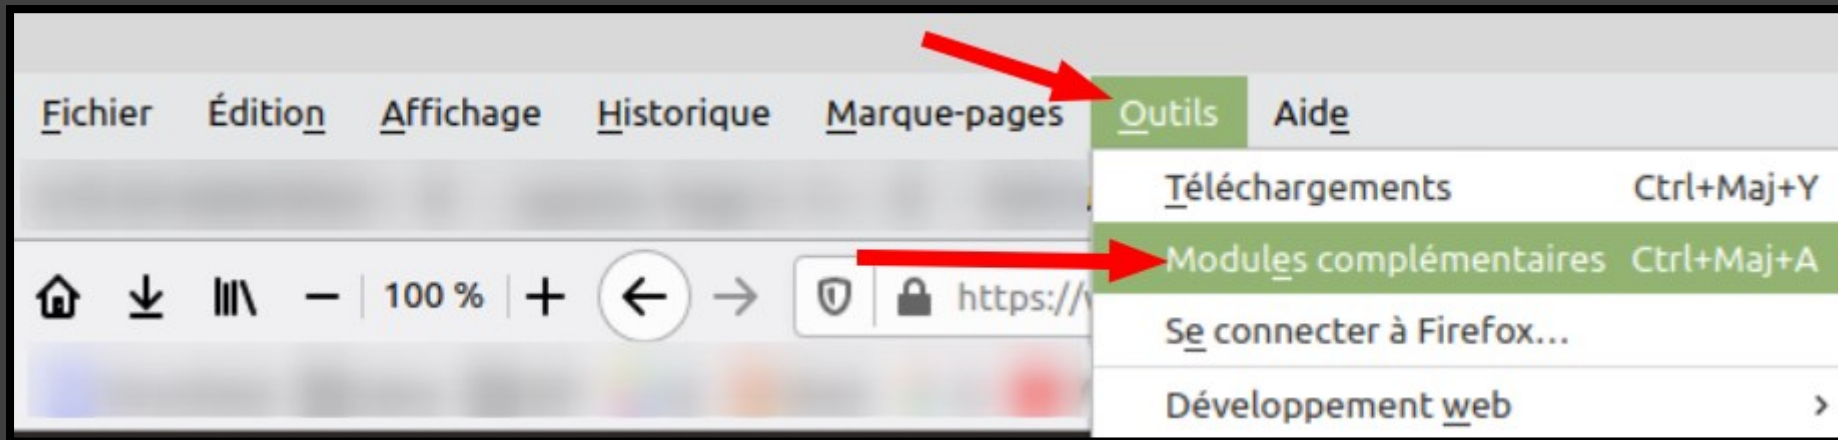 Fichier Édition Affichage Historique Marque-pages Outils Aide
Téléchargements Ctrl+Maj+Y
Modules complémentaires Ctrl+Maj+A
100 % https://
Se connecter à Firefox...
Développement web